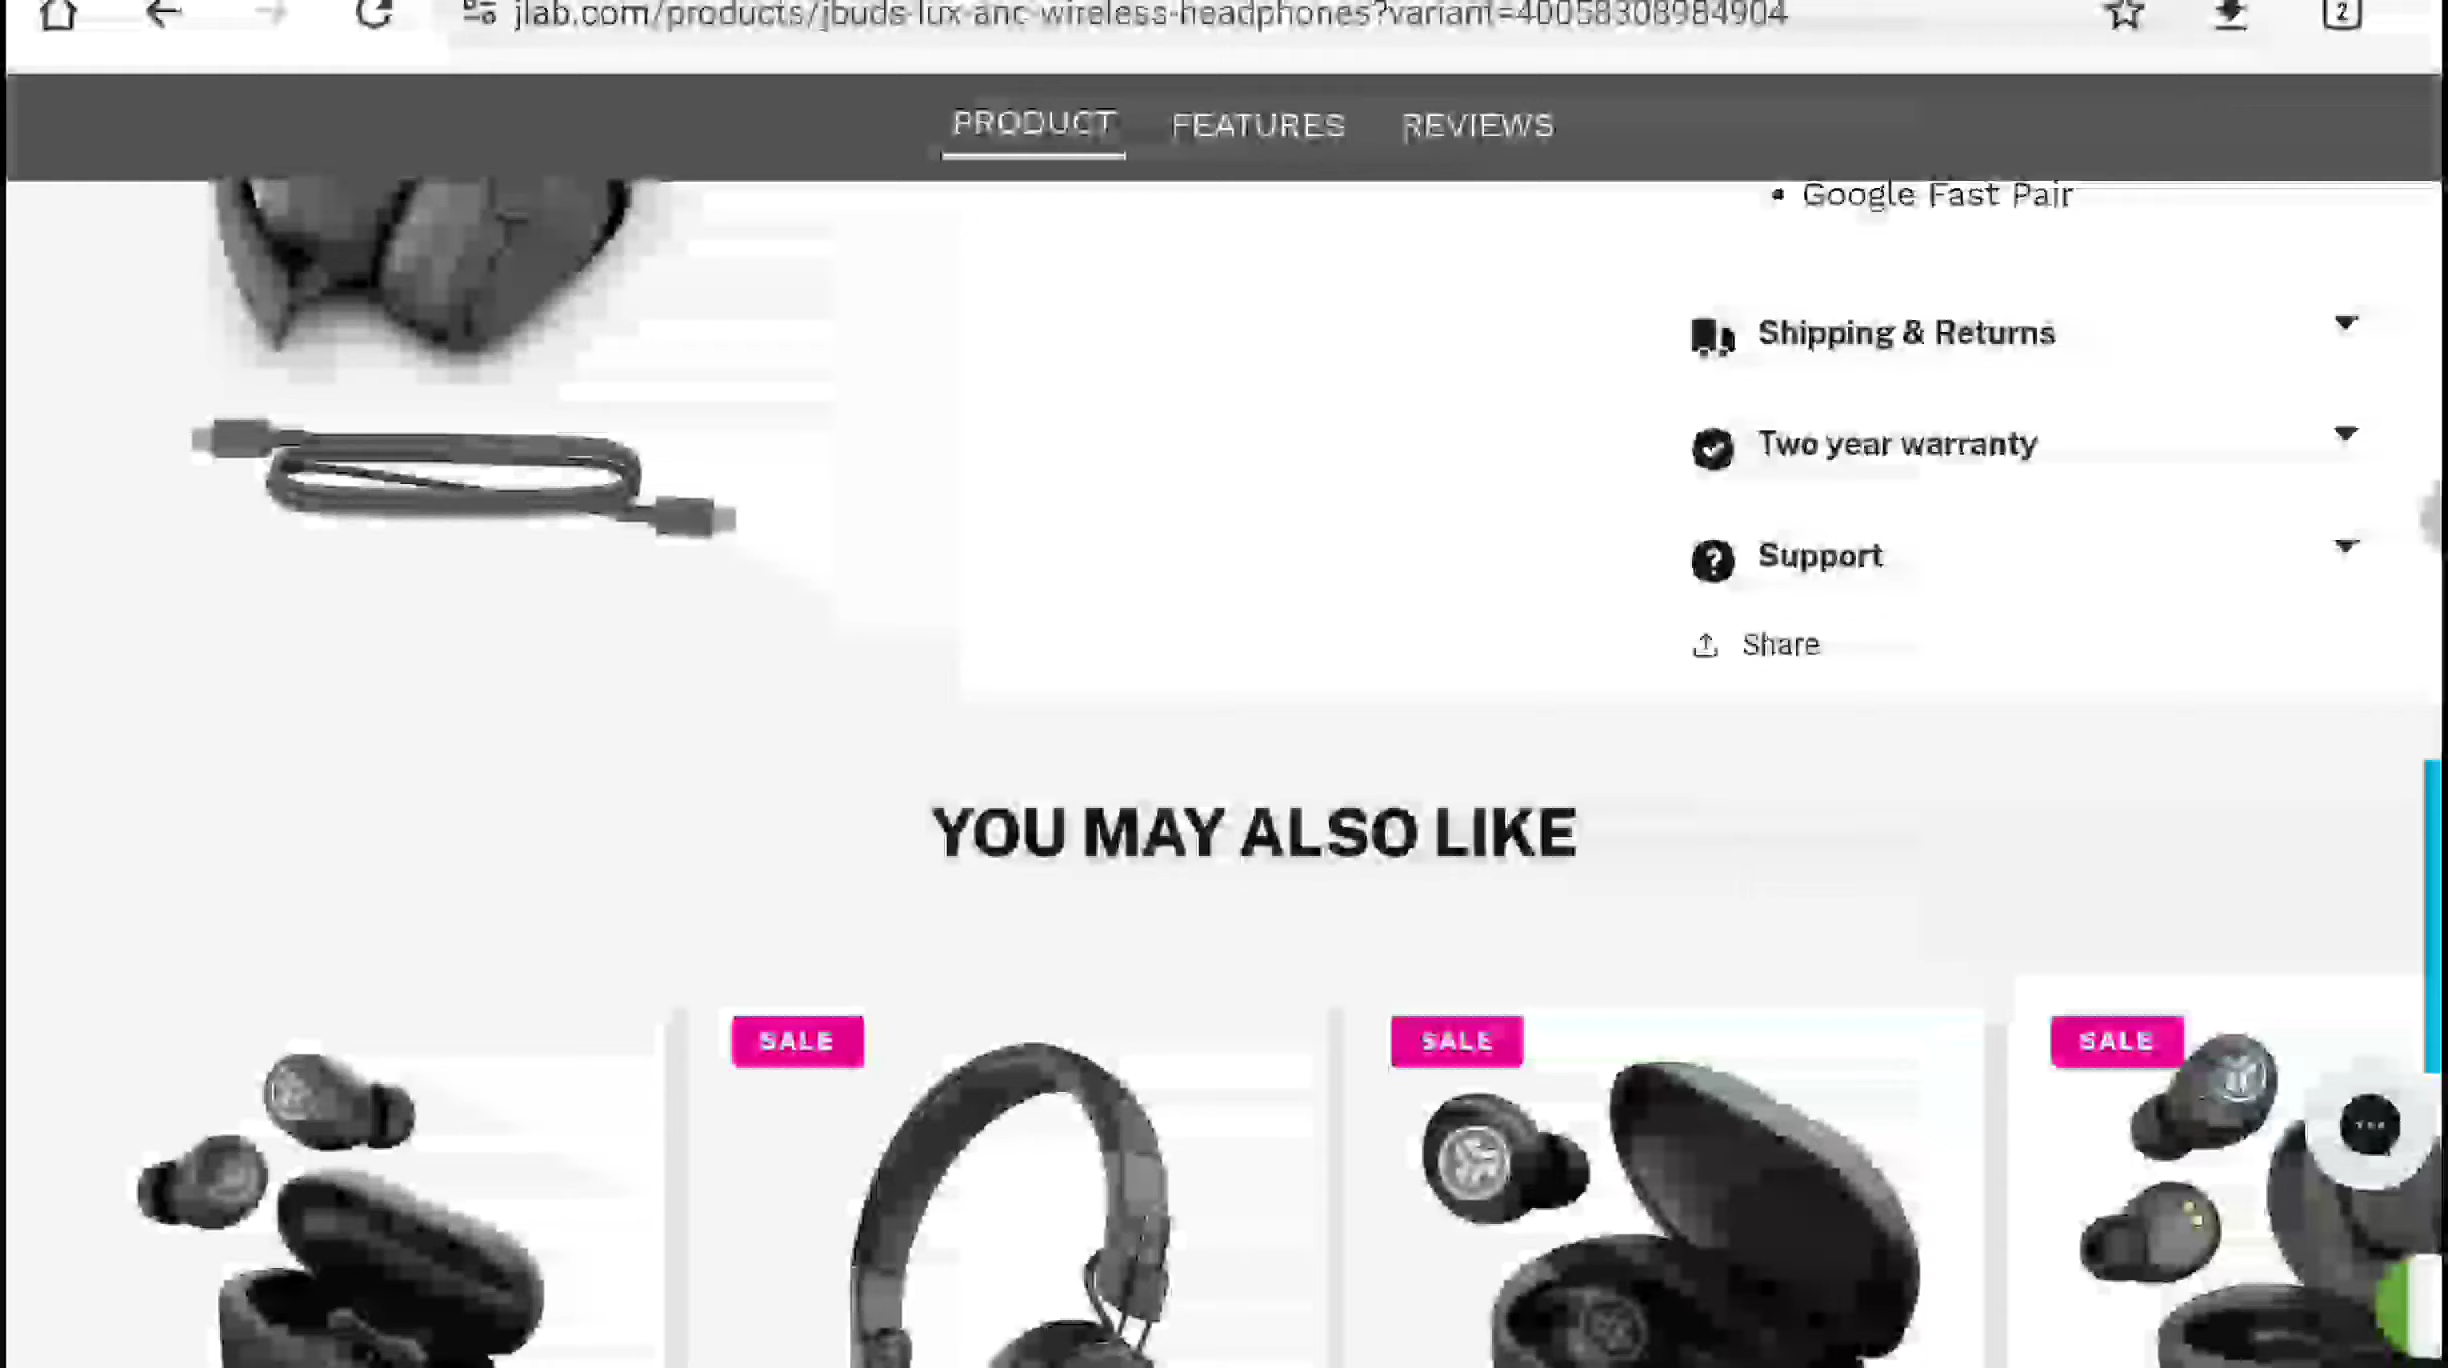 jlab.com/products/jbuds-lux-anc-wireless-headphones?variant=40058308984904
2
PRODUCT
FEATURES
REVIEWS
• Google Fast Pair
Shipping & Returns
Two year warranty
Support
Share
YOU MAY ALSO LIKE
SALE
SALE
SALE